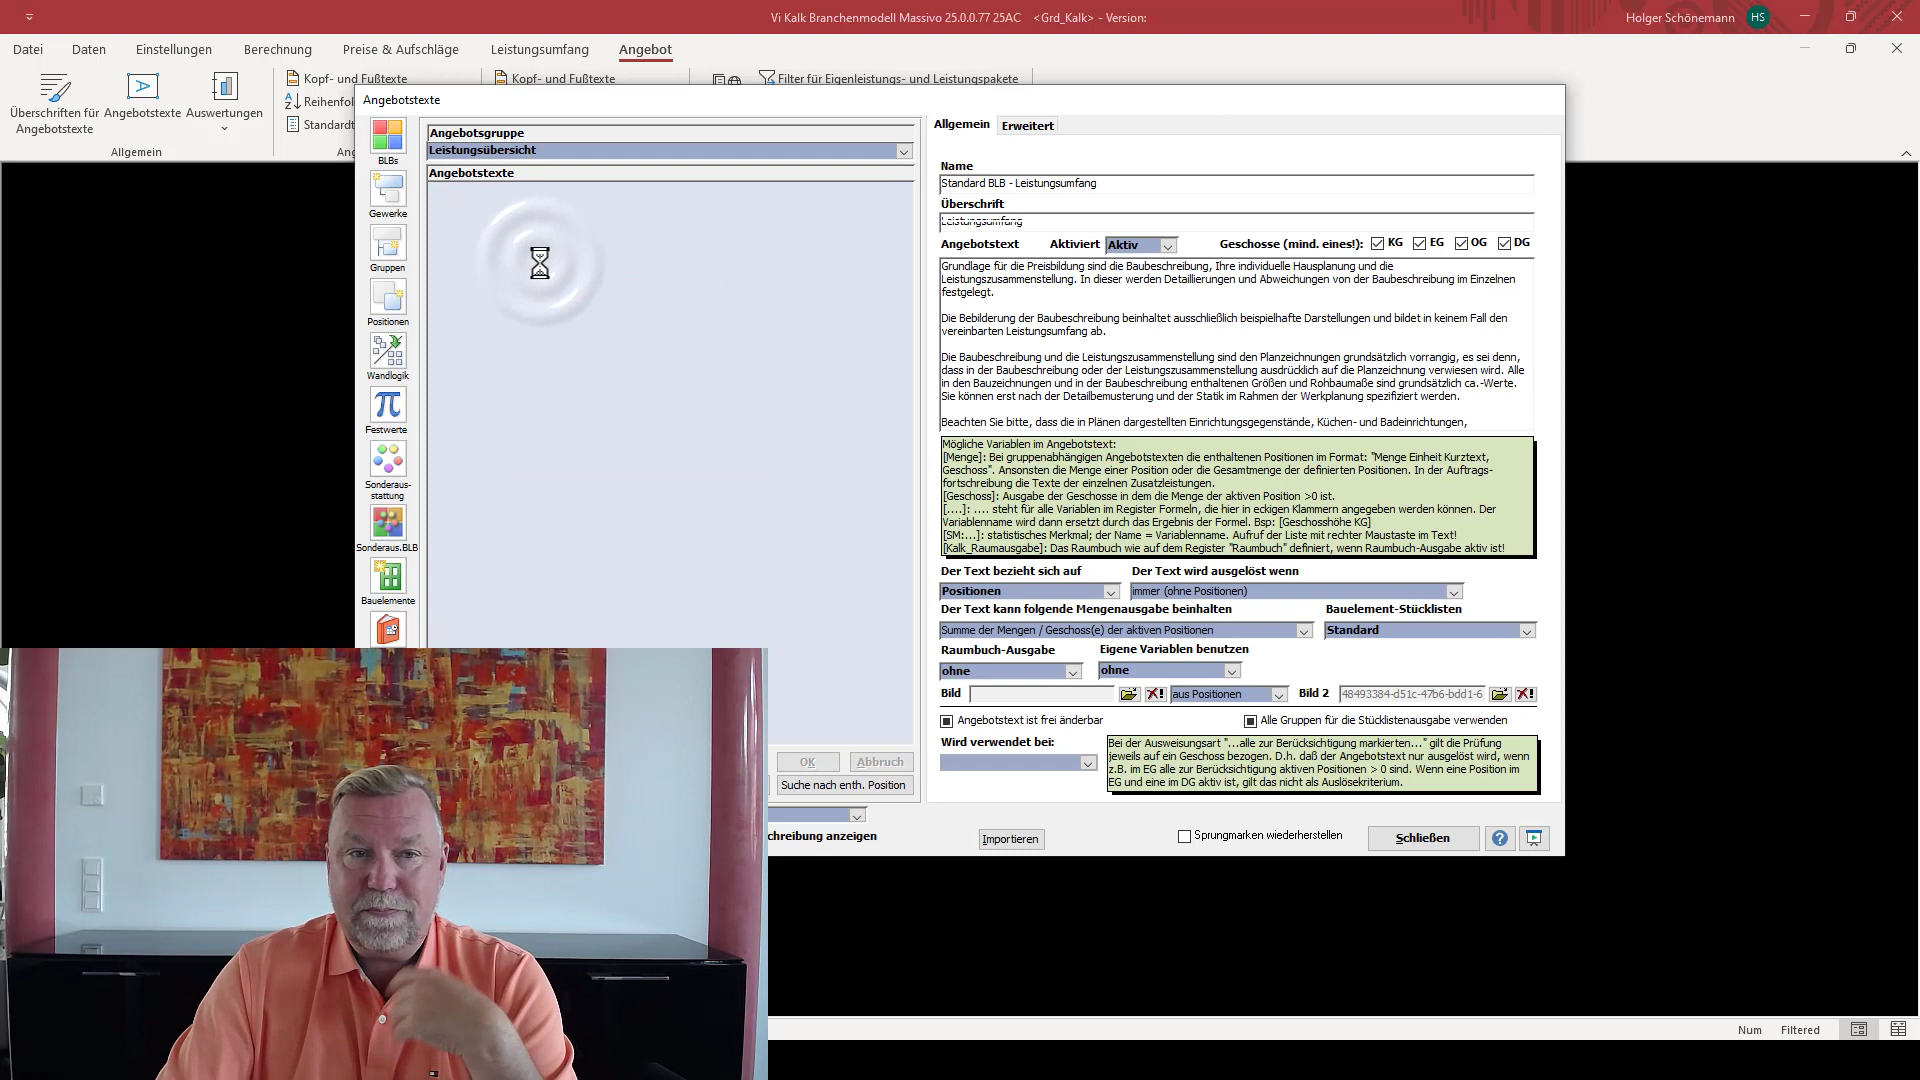 Vi Kalk Branchenmodell Massivo 25.0.0.77 25AC <Grd_Kalk> - Version:
Holger Schönemann HS
Datei Daten Einstellungen Berechnung Preise & Aufschläge Leistungsumfang Angebot
Überschriften für Angebotstexte
Angebotstexte
Auswertungen
Allgemein
Kopf- und Fußtexte
Kopf- und Fußtexte
Filter für Eigenleistungs- und Leistungspakete
Angebotstexte
BLBs
Gewerke
Gruppen
Positionen
Wandlogik
Festwerte
Sonderaus-
stattung
Sonderaus.BLB
Bauelemente
Angebotsgruppe
Leistungsübersicht
Angebotstexte
OK Abbruch
Suche nach enth. Position
chreibung anzeigen
Allgemein Erweitert
Name
Standard BLB - Leistungsumfang
Überschrift
Leistungsumfang
Angebotstext Aktiviert Aktiv Geschosse (mind. eines!): KG EG OG DG
Grundlage für die Preisbildung sind die Baubeschreibung, Ihre individuelle Hausplanung und die
Leistungszusammenstellung. In dieser werden Detaillierungen und Abweichungen von der Baubeschreibung im Einzelnen
festgelegt.
Die Bebilderung der Baubeschreibung beinhaltet ausschließlich beispielhafte Darstellungen und bildet in keinem Fall den
vereinbarten Leistungsumfang ab.
Die Baubeschreibung und die Leistungszusammenstellung sind den Planzeichnungen grundsätzlich vorrangig, es sei denn,
dass in der Baubeschreibung oder der Leistungszusammenstellung ausdrücklich auf die Planzeichnung verwiesen wird. Alle
in den Bauzeichnungen und in der Baubeschreibung enthaltenen Größen und Rohbaumaße sind grundsätzlich ca.-Werte.
Sie können erst nach der Detailbemusterung und der Statik im Rahmen der Werkplanung spezifiziert werden.
Beachten Sie bitte, dass die in Plänen dargestellten Einrichtungsgegenstände, Küchen- und Badeinrichtungen,
Mögliche Variablen im Angebotstext:
[Menge]: Bei gruppenabhängigen Angebotstexten die enthaltenen Positionen im Format: "Menge Einheit Kurztext,
Geschoss". Ansonsten die Menge einer Position oder die Gesamtmenge der definierten Positionen. In der Auftrags-
fortschreibung die Texte der einzelnen Zusatzleistungen.
[Geschoss]: Ausgabe der Geschosse in dem die Menge der aktiven Position >0 ist.
[....]: .... steht für alle Variablen im Register Formeln, die hier in eckigen Klammern angegeben werden können. Der
Variablenname wird dann ersetzt durch das Ergebnis der Formel. Bsp: [Geschosshöhe KG]
[SM:...]: statistisches Merkmal; der Name = Variablenname. Aufruf der Liste mit rechter Maustaste im Text!
[Kalk_Raumausgabe]: Das Raumbuch wie auf dem Register "Raumbuch" definiert, wenn Raumbuch-Ausgabe aktiv ist!
Der Text bezieht sich auf Der Text wird ausgelöst wenn
Positionen immer (ohne Positionen)
Der Text kann folgende Mengenausgabe beinhalten Bauelement-Stücklisten
Summe der Mengen / Geschoss(e) der aktiven Positionen Standard
Raumbuch-Ausgabe Eigene Variablen benutzen
ohne ohne
Bild aus Positionen Bild 2 48493384-d51c-47b6-bdd1-6
Angebotstext ist frei änderbar Alle Gruppen für die Stücklistenausgabe verwenden
Wird verwendet bei:
Bei der Ausweisungsart "...alle zur Berücksichtigung markierten..." gilt die Prüfung
jeweils auf ein Geschoss bezogen. D.h. daß der Angebotstext nur ausgelöst wird, wenn
z.B. im EG alle zur Berücksichtigung aktiven Positionen > 0 sind. Wenn eine Position im
EG und eine im DG aktiv ist, gilt das nicht als Auslösekriterium.
Importieren Sprungmarken wiederherstellen Schließen
Num Filtered